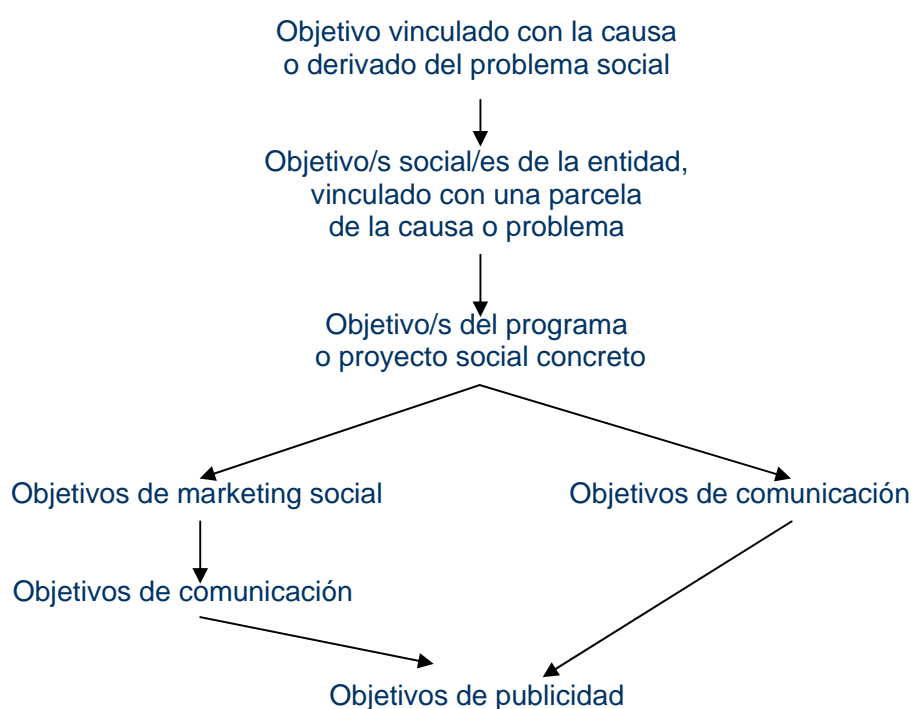 Objetivo vinculado con la causa
o derivado del problema social
Objetivo/s social/es de la entidad,
vinculado con una parcela
de la causa o problema
Objetivo/s del programa
o proyecto social concreto
Objetivos de marketing social
Objetivos de comunicación
Objetivos de comunicación
Objetivos de publicidad